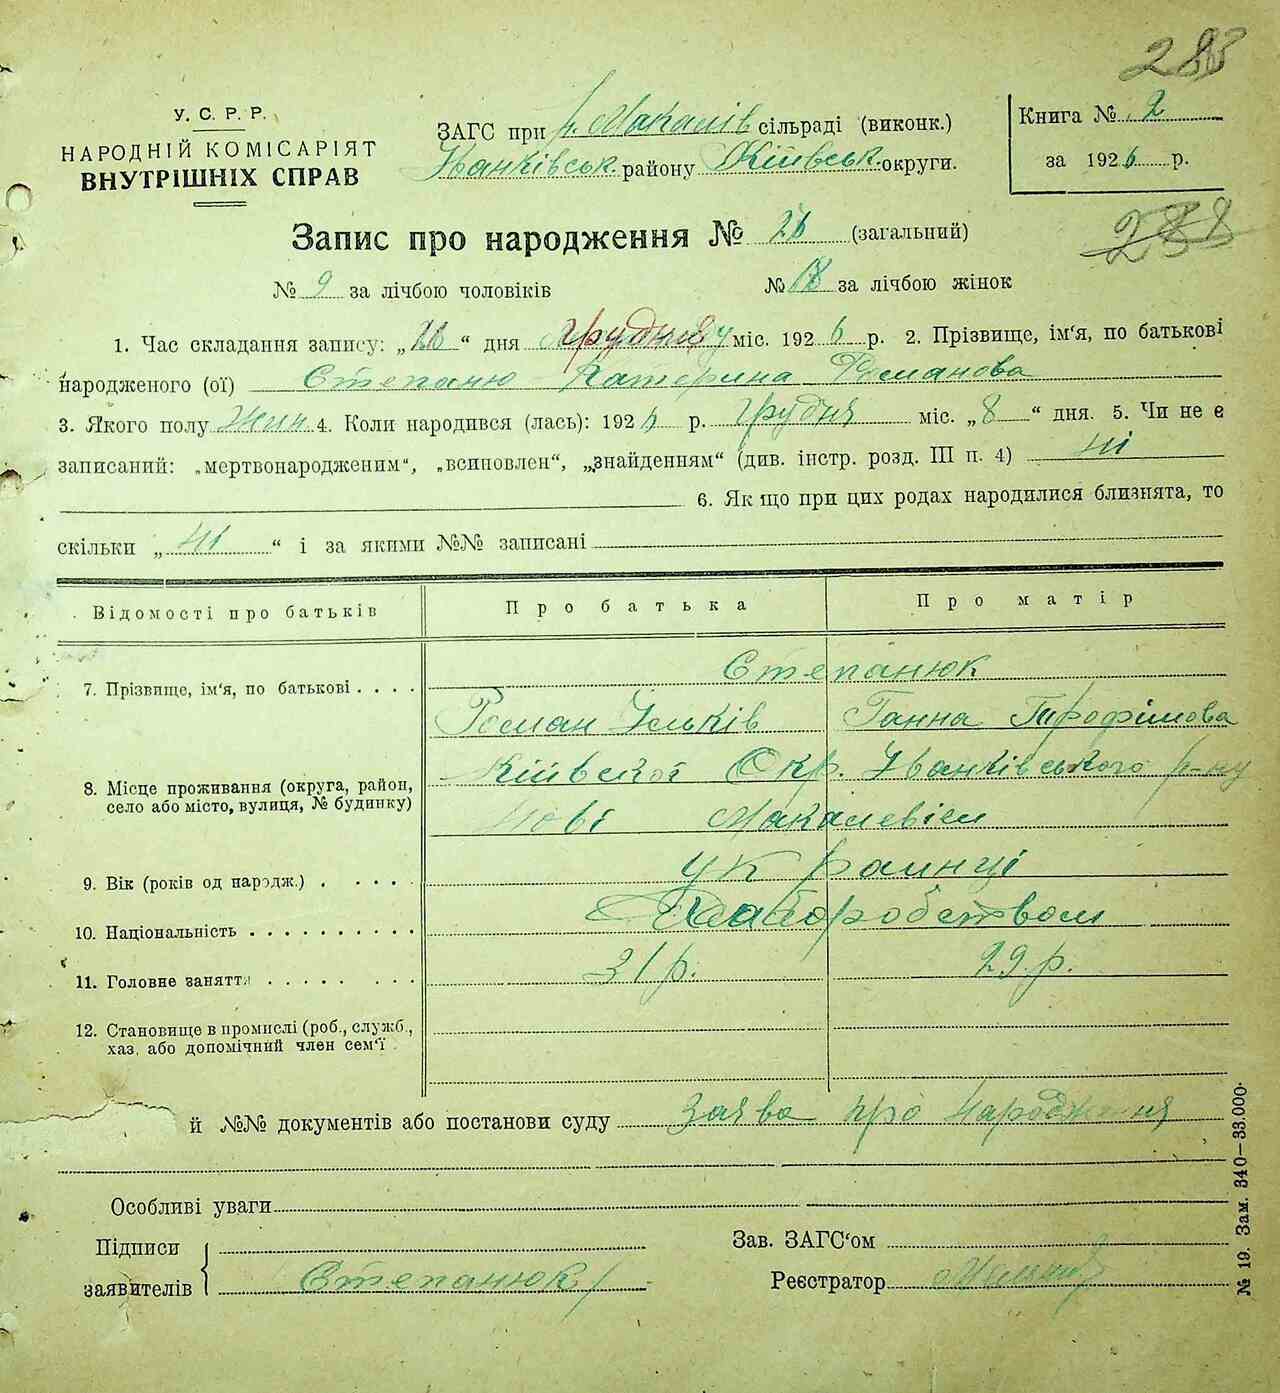 288
У. С. Р. Р.
НАРОДНІЙ КОМІСАРІЯТ
ВНУТРІШНІХ СПРАВ
ЗАГС при Макалів сільраді (виконк.)
Іванківськ. району Київськ. округи.
Книга № 2
за 1926 р.
288
Запис про народження № 26 (загальний)
№ 9 за лічбою чоловіків № 18 за лічбою жінок
1. Час складання запису: „26“ дня Грудня міс. 1926 р. 2. Прізвище, ім'я, по батькові
народженого (ої) Степаню Катерина Романова
3. Якого полу Жин 4. Коли народився (лась): 1926 р. Грудня міс. „8“ дня. 5. Чи не є
записаний: „мертвонародженим“, „всиновлен“, „знайденням“ (див. інстр. розд. III п. 4) Ні
6. Як що при цих родах народилися близнята, то
скільки „Ні“ і за якими №№ записані
Відомості про батьків Про батька Про матір
Степанюк
7. Прізвище, ім'я, по батькові . . . .
Роман Ільків Ганна Трофімова
Київської Окр. Іванківського р-ну
8. Місце проживання (округа, район,
село або місто, вулиця, № будинку)
Нові Макалевіси
Украинці
9. Вік (років од народж.) . . . . .
Хліборобством
10. Національність . . . . . . . . . .
31 р. 29 р.
11. Головне заняття . . . . . . . . .
12. Становище в промислі (роб., служб.,
хаз. або допомічний член сем'ї
й №№ документів або постанови суду Заява про народження
Особливі уваги
Підписи
заявителів Степанюк
Зав. ЗАГС'ом
Реєстратор
№ 19. Зам. 340—33.000.